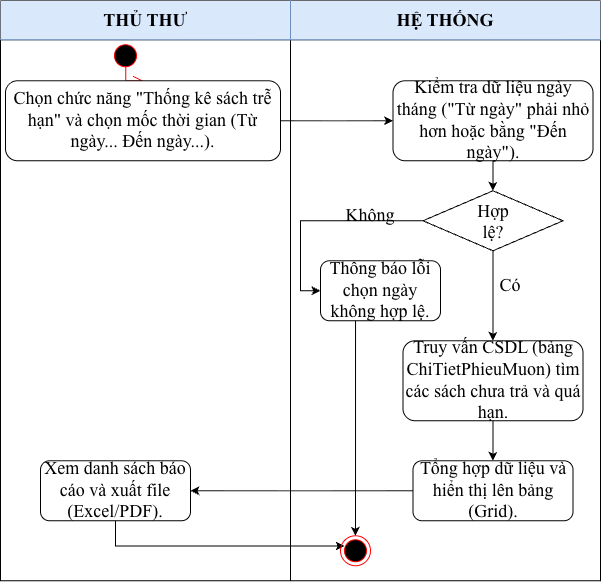 THỦ THƯ
HỆ THỐNG
Chọn chức năng "Thống kê sách trễ
hạn" và chọn mốc thời gian (Từ
ngày... Đến ngày...).
Kiểm tra dữ liệu ngày
tháng ("Từ ngày" phải nhỏ
hơn hoặc bằng "Đến
ngày").
Hợp
lệ?
Không
Có
Thông báo lỗi
chọn ngày
không hợp lệ.
Truy vấn CSDL (bảng
ChiTietPhieuMuon) tìm
các sách chưa trả và quá
hạn.
Tổng hợp dữ liệu và
hiển thị lên bảng
(Grid).
Xem danh sách báo
cáo và xuất file
(Excel/PDF).